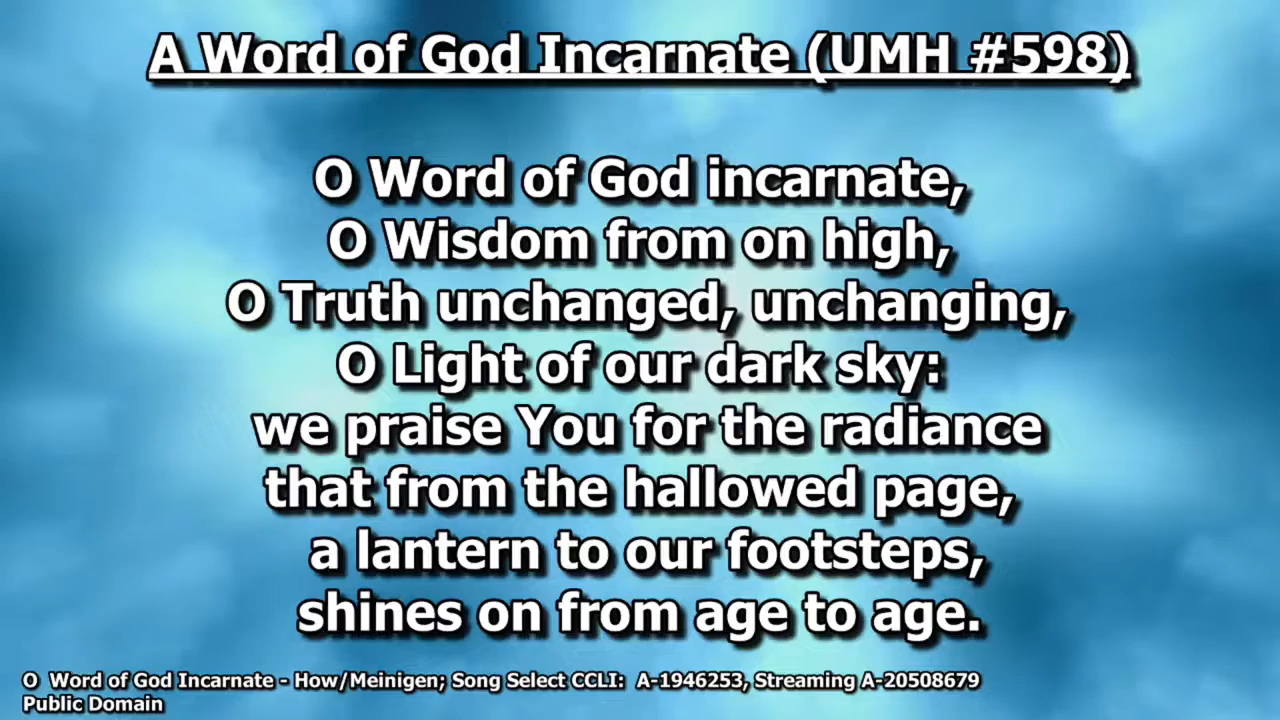 A Word of God Incarnate (UMH #598)
O Word of God incarnate,
O Wisdom from on high,
O Truth unchanged, unchanging,
O Light of our dark sky:
we praise You for the radiance
that from the hallowed page,
a lantern to our footsteps,
shines on from age to age.
O  Word of God Incarnate - How/Meinigen; Song Select CCLI:  A-1946253, Streaming A-20508679
Public Domain